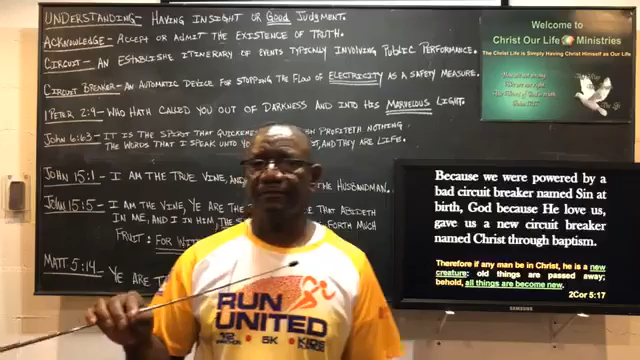 UNDERSTANDING- HAVING INSIGHT OR GOOD JUDGMENT.
ACKNOWLEDGE- ACCEPT OR ADMIT THE EXISTENCE OF TRUTH.
CIRCUIT- AN ESTABLISHE ITINERARY OF EVENTS TYPICALLY INVOLVING PUBLIC PERFORMANCE.
CIRCUIT BREAKER- AN AUTOMATIC DEVICE FOR STOPPING THE FLOW OF ELECTRICITY AS A SAFETY MEASURE.
1 PETER 2:9- WHO HATH CALLED YOU OUT OF DARKNESS AND INTO HIS MARVELOUS LIGHT.
JOHN 6:63- IT IS THE SPIRIT THAT QUICKENE PROFITETH NOTHING
THE WORDS THAT I SPEAK UNTO AND THEY ARE LIFE.
JOHN 15:1- I AM THE TRUE VINE, THE HUSBANDMAN.
JOHN 15:5- I AM THE VINE, YE ARE THE THAT ABIDETH
IN ME, AND I IN HIM, FORTH MUCH
FRUIT: FOR
MATT. 5:14- YE ARE
Welcome to
Christ Our Life Ministries
The Christ Life is Simply Having Christ Himself as Our Life
Because we were powered by a
bad circuit breaker named Sin at
birth, God because He love us,
gave us a new circuit breaker
named Christ through baptism.
Therefore if any man be in Christ, he is a new
creature: old things are passed away;
behold, all things are become new.
2Cor 5:17
SAMSUNG
RUN
UNITED
5K
KIDS